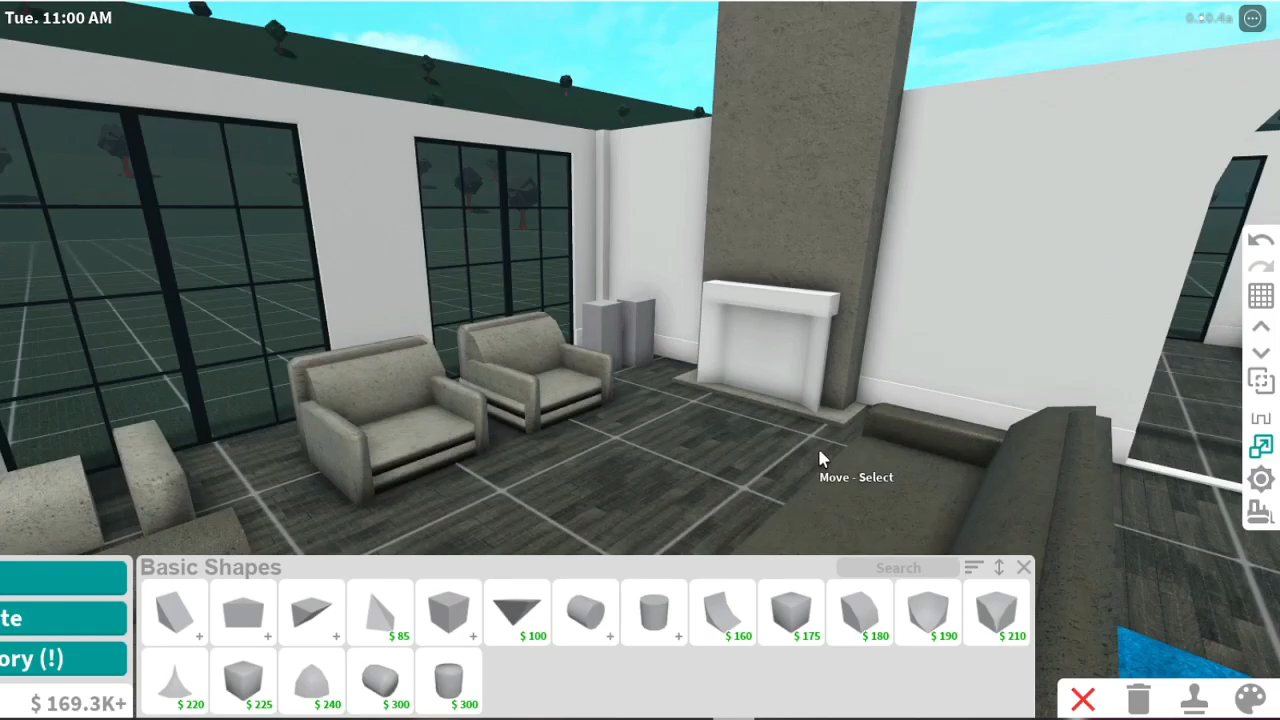 Tue. 11:00 AM
Move - Select
Basic Shapes
Search
$ 85
$ 100
$ 160
$ 175
$ 180
$ 190
$ 210
te
ory (!)
$ 220
$ 225
$ 240
$ 300
$ 300
$ 169.3K+